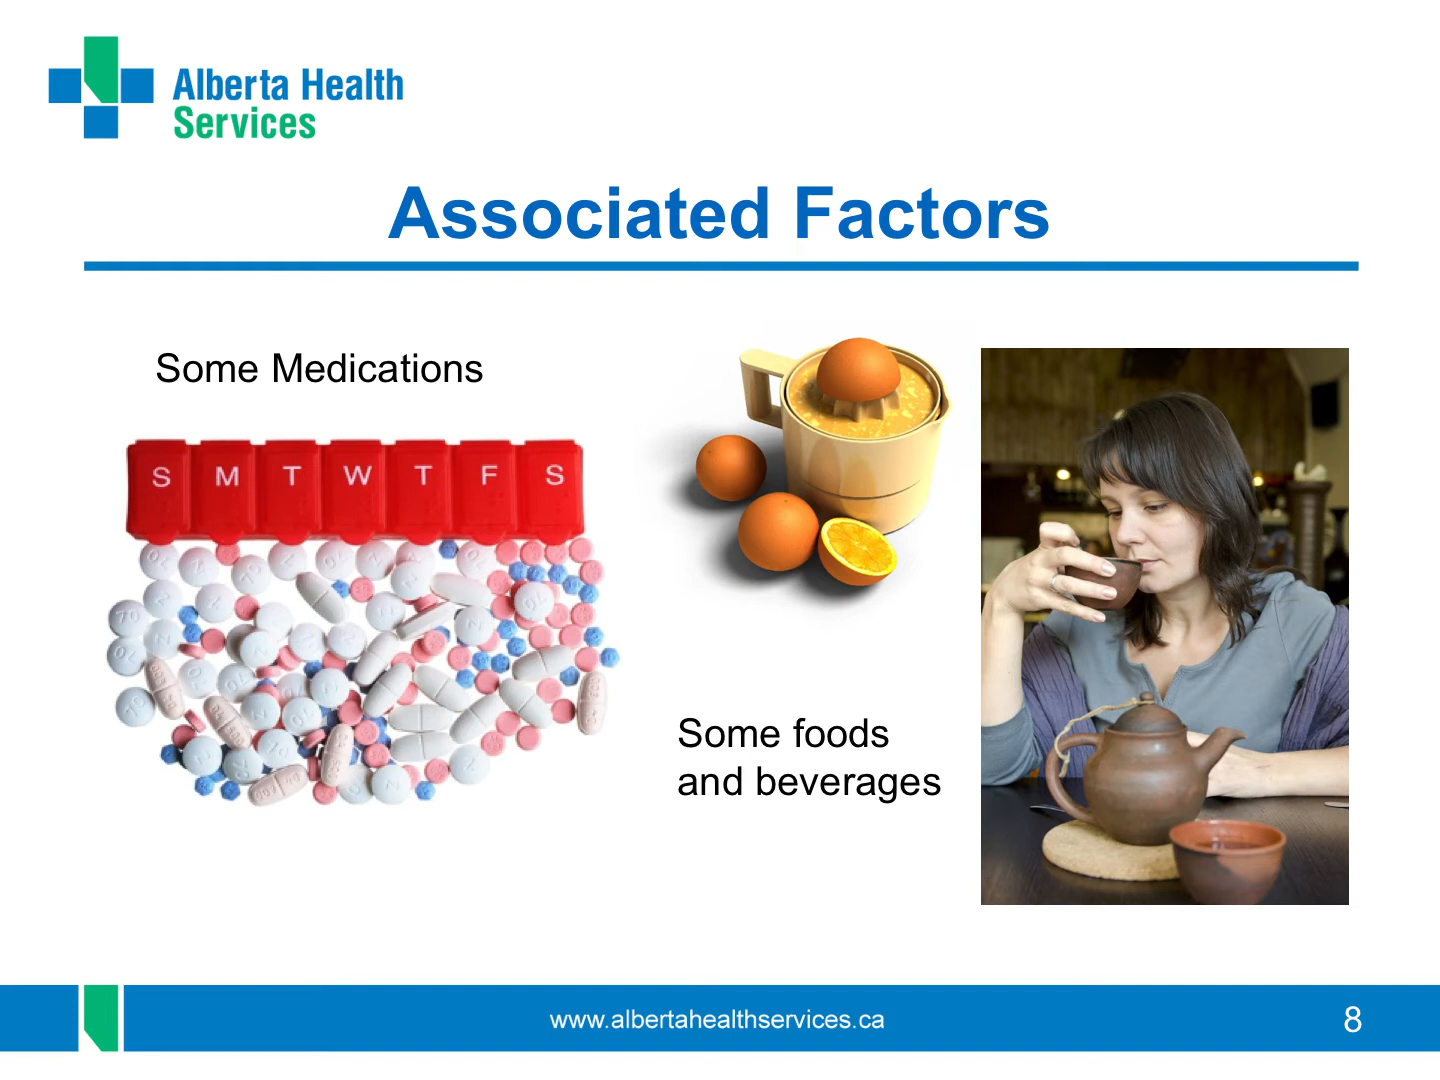 Alberta Health
Services
Associated Factors
Some Medications
S M T W T F S
Some foods
and beverages
www.albertahealthservices.ca
8